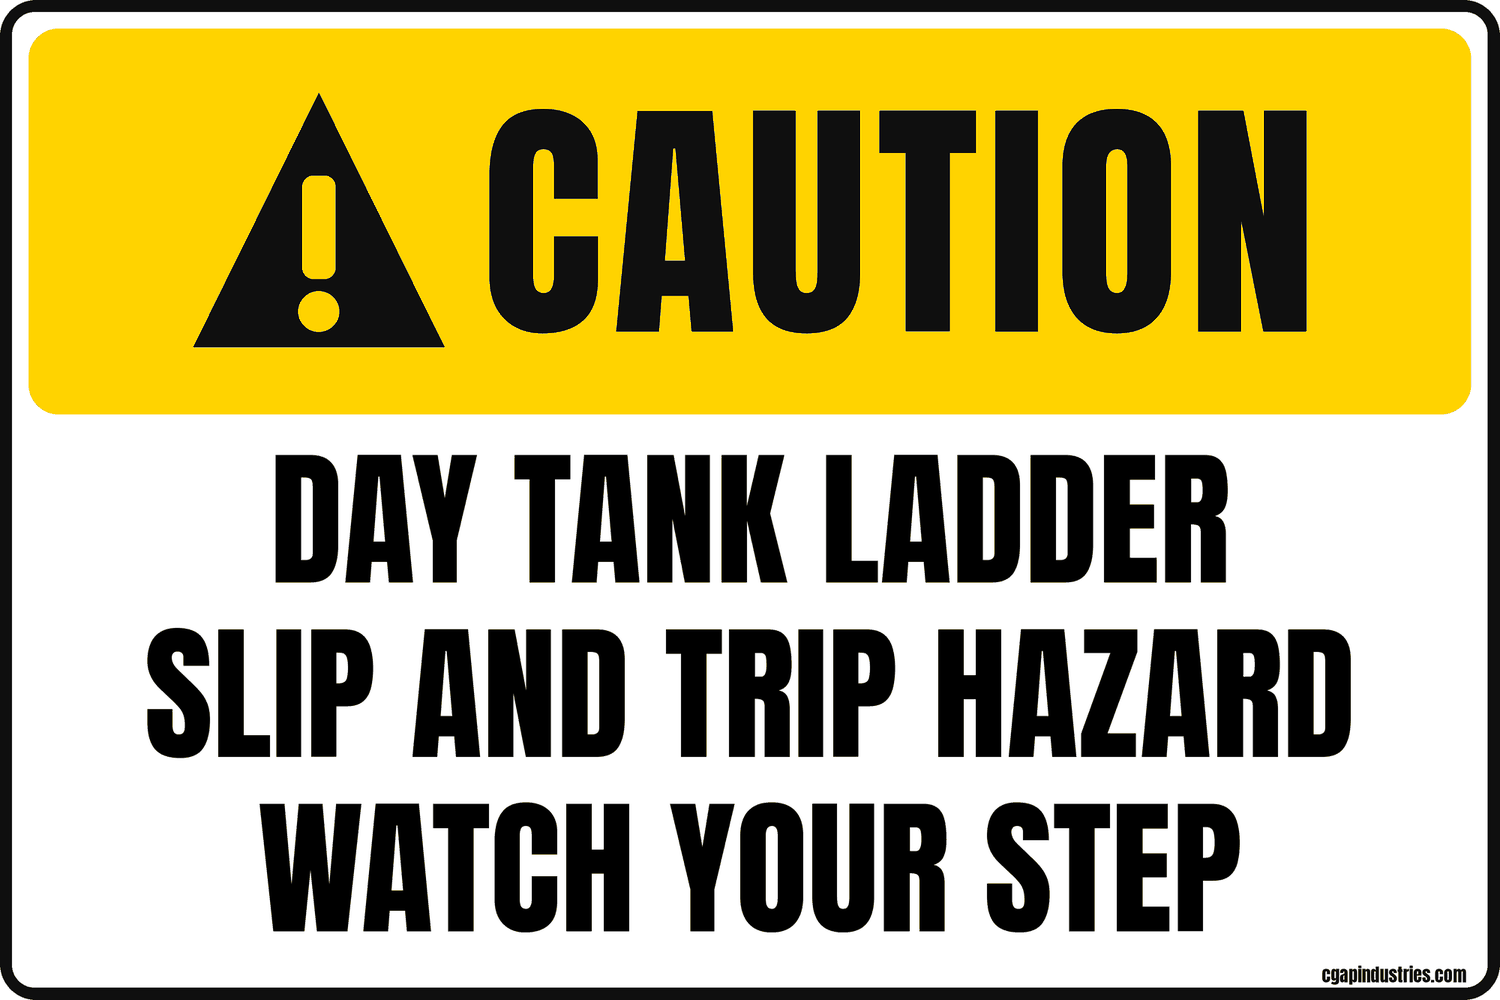 CAUTION
DAY TANK LADDER
SLIP AND TRIP HAZARD
WATCH YOUR STEP
cgapindustries.com